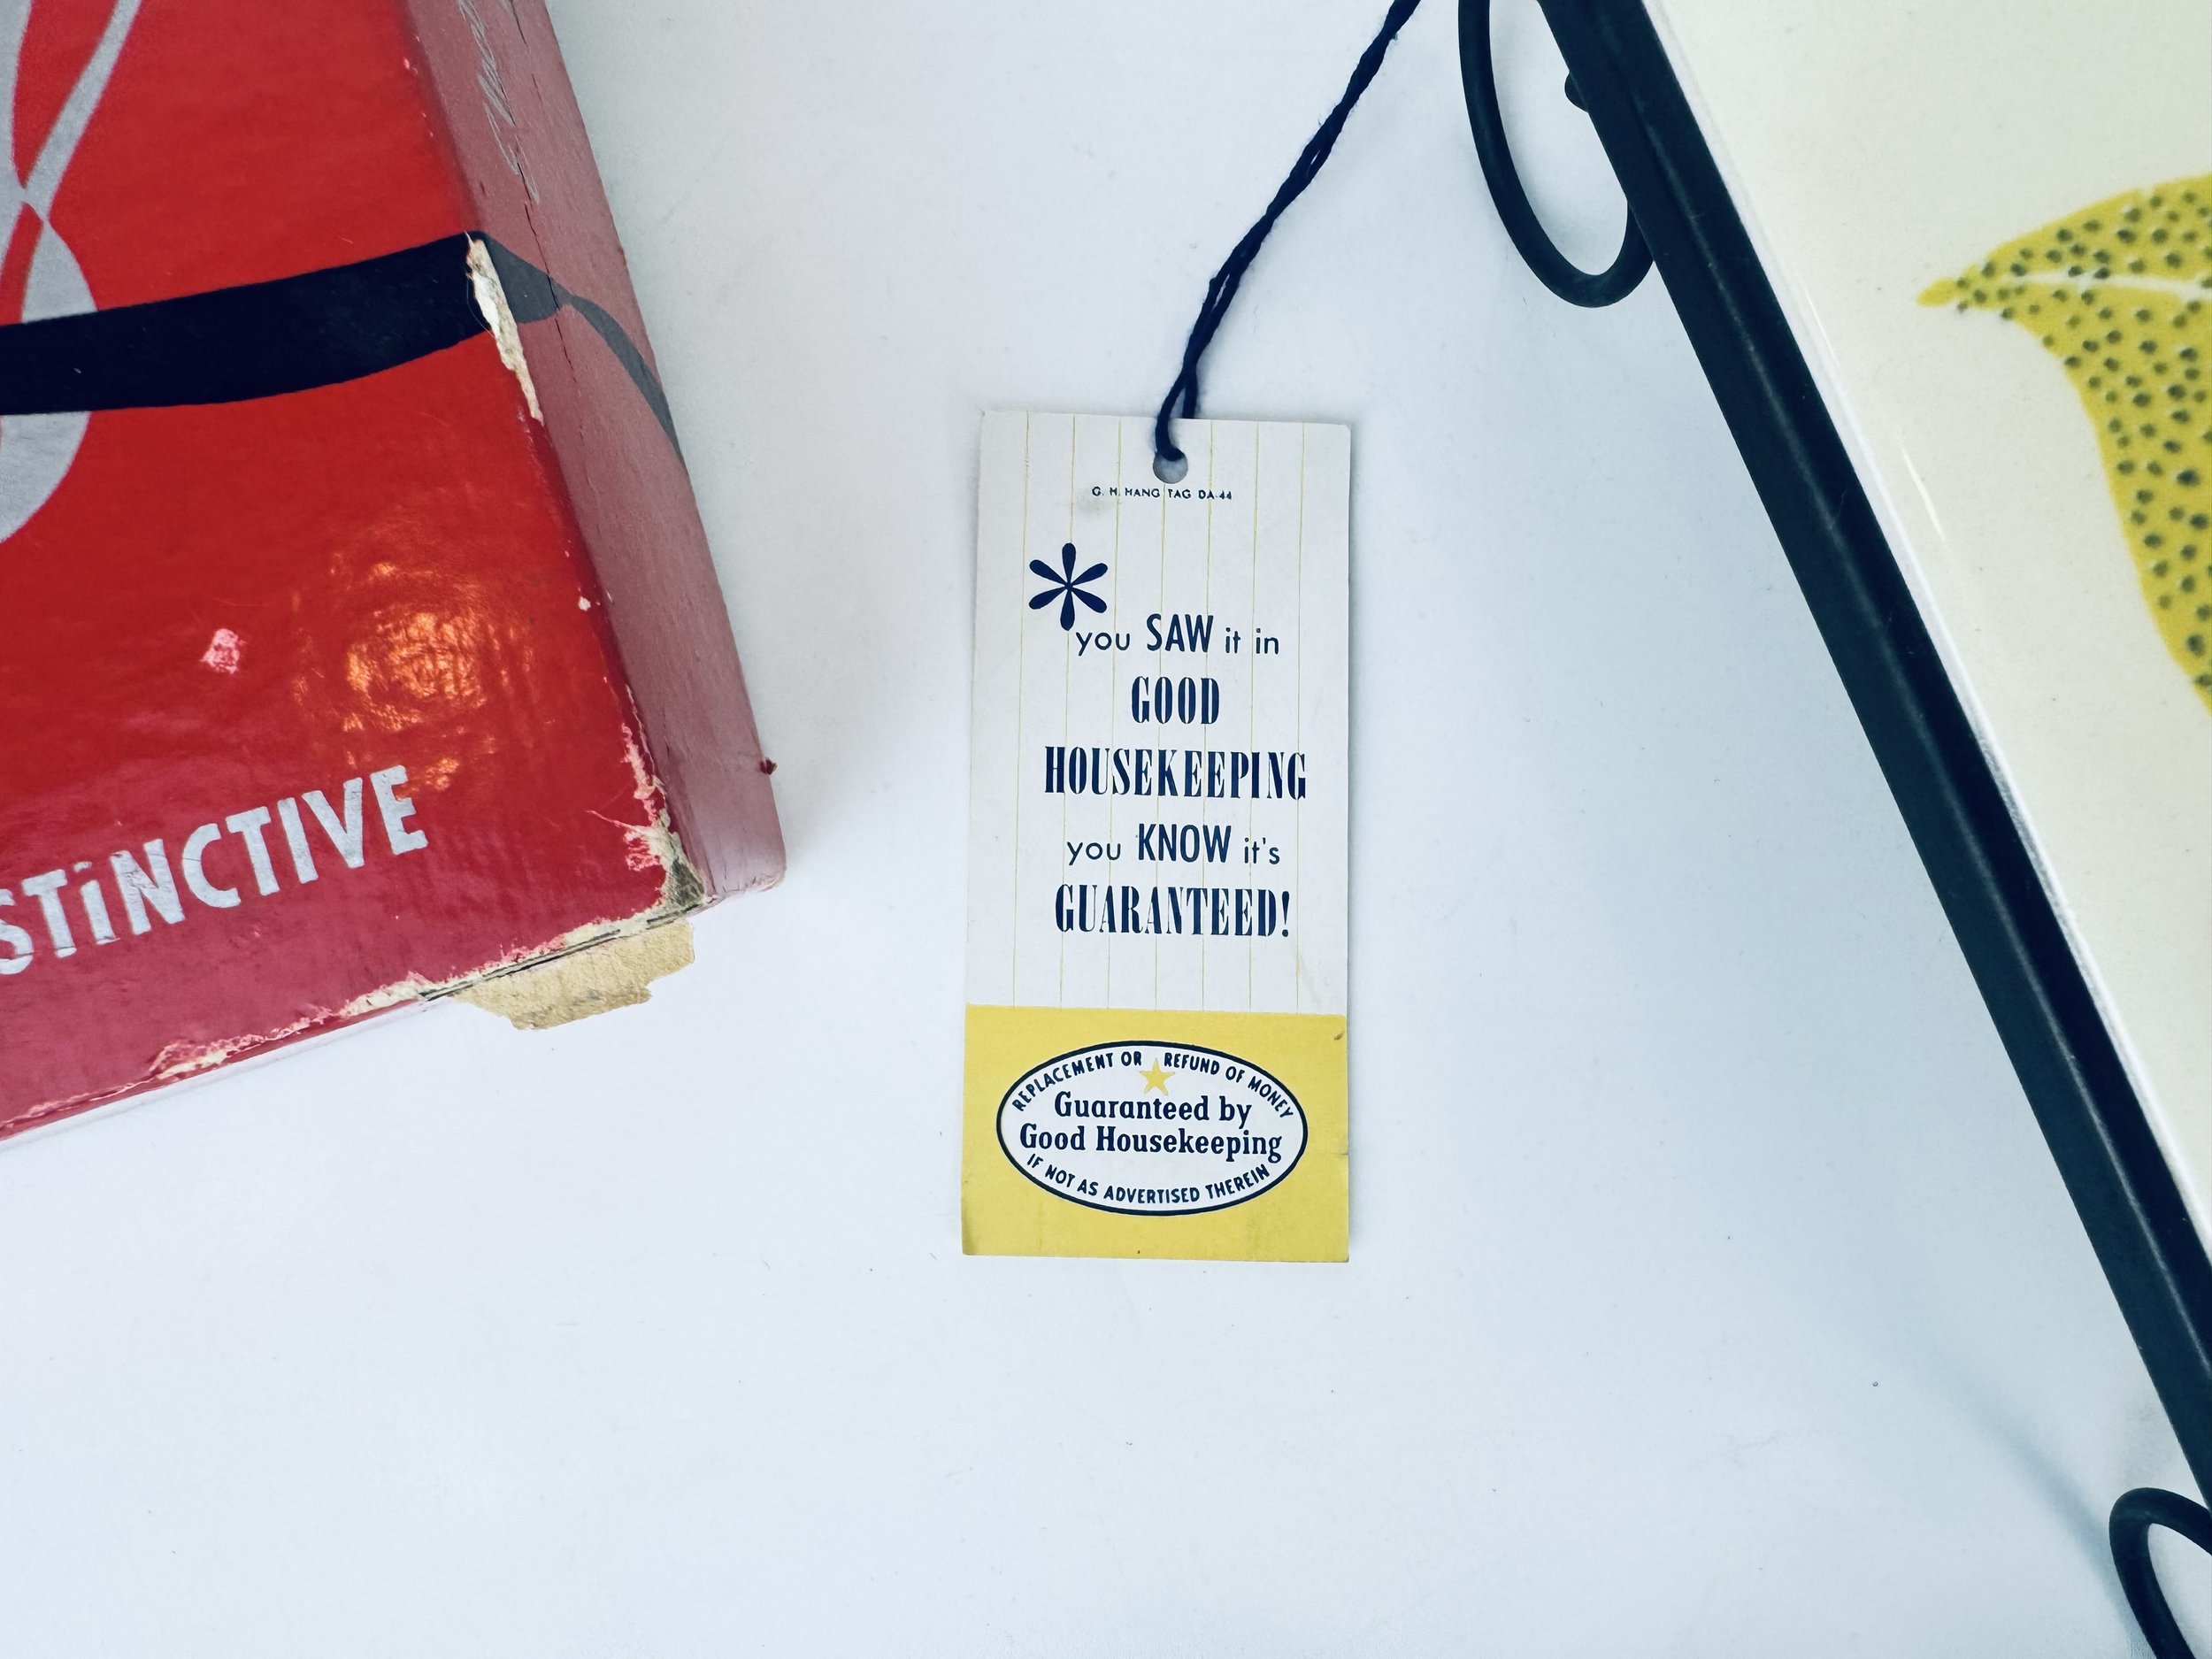 STiNCTIVE
G. H. HANG TAG DA-44
*you SAW it in
GOOD
HOUSEKEEPING
you KNOW it's
GUARANTEED!
REPLACEMENT OR REFUND OF MONEY
Guaranteed by
Good Housekeeping
IF NOT AS ADVERTISED THEREIN